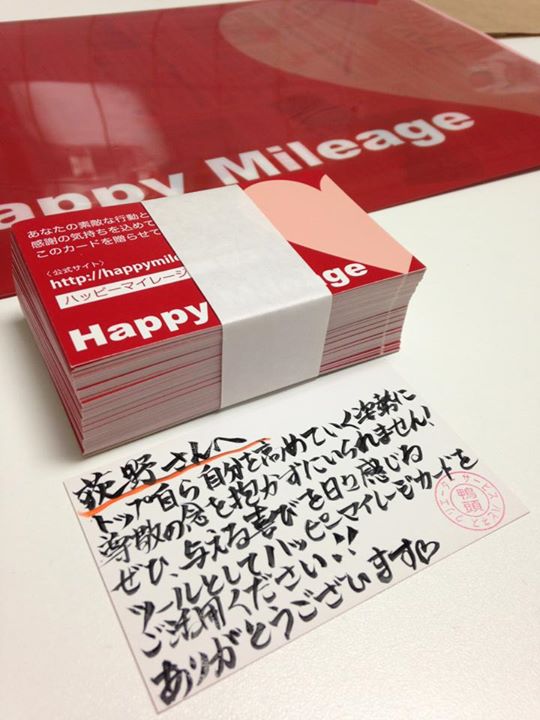 appy Mileage
あなたの素敵な行動と
感謝の気持ちを込めて
このカードを贈らせて
〈公式サイト〉
http://happymile
ハッピーマイレージ
Happy eage
荻野さんへ
トップ自ら自分を高めていく姿勢に
尊敬の念を抱かずにいられません!
ぜひ、与える喜びを日々感じる
ツールとしてハッピーマイレージカードを
ご活用ください!!
ありがとうございます♡
鴨頭